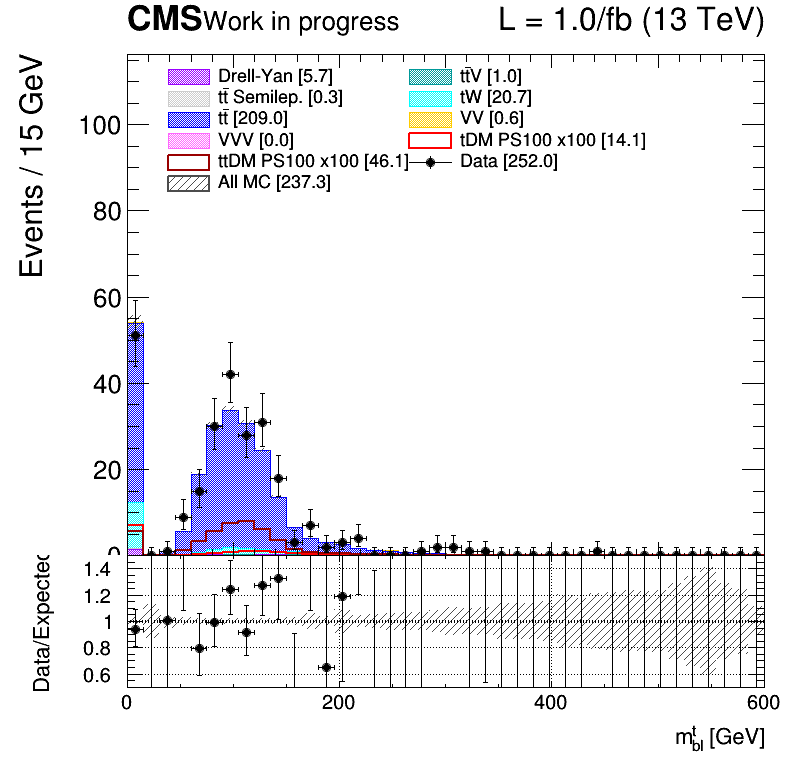 CMS Work in progress L = 1.0/fb (13 TeV)
Events / 15 GeV
Drell-Yan [5.7] tt̄V [1.0]
tt̄ Semilep. [0.3] tW [20.7]
tt̄ [209.0] VV [0.6]
VVV [0.0] tDM PS100 x100 [14.1]
ttDM PS100 x100 [46.1] Data [252.0]
All MC [237.3]
100
80
60
40
20
0
Data/Expected
1.4
1.2
1
0.8
0.6
0 200 400 600
m^t_bl [GeV]